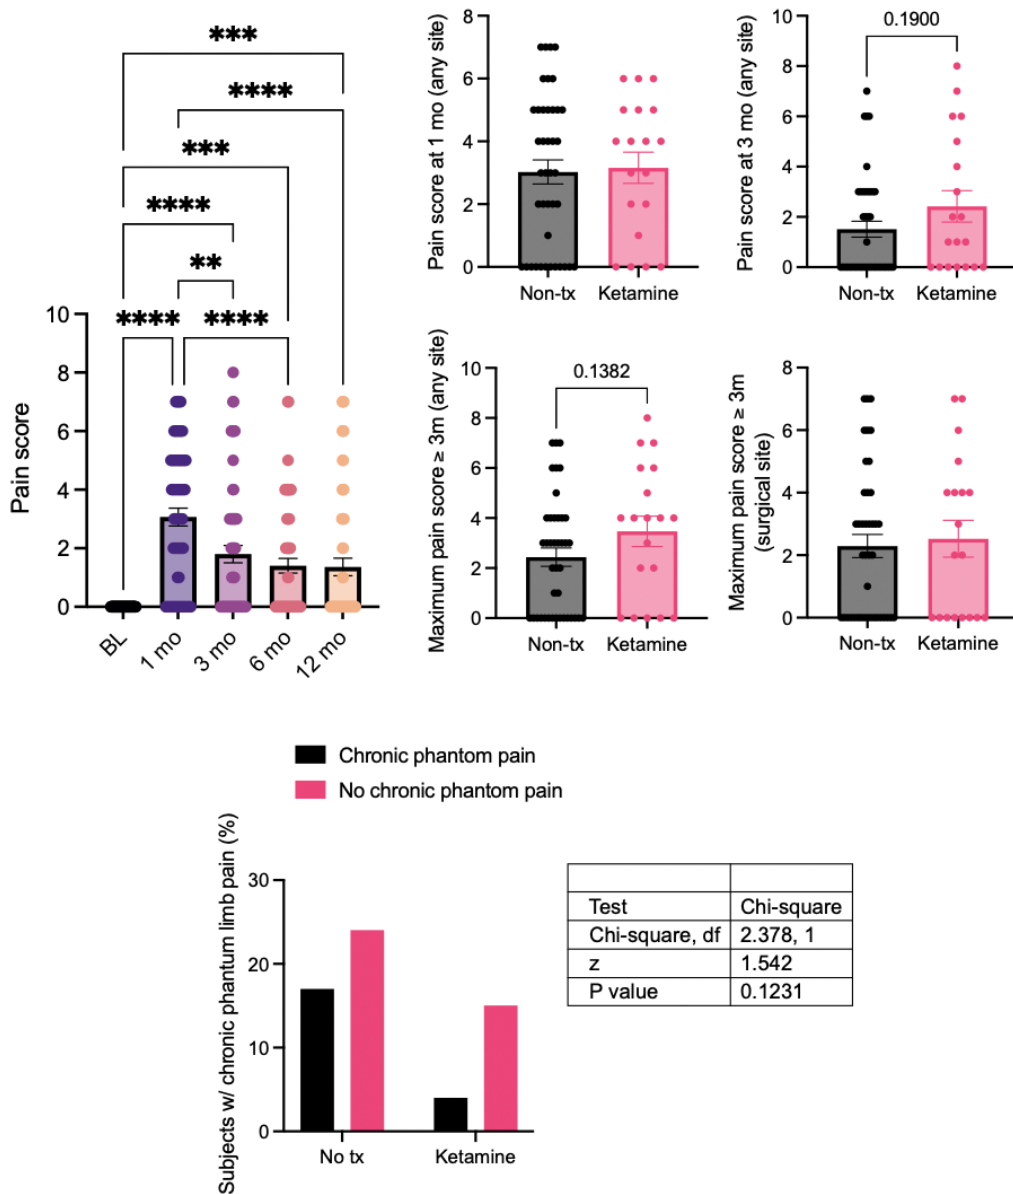 ***
****
***
****
**
**** ****
Pain score
10
8
6
4
2
0
BL
1 mo
3 mo
6 mo
12 mo
Pain score at 1 mo (any site)
8
6
4
2
0
Non-tx Ketamine
0.1900
Pain score at 3 mo (any site)
10
8
6
4
2
0
Non-tx Ketamine
0.1382
Maximum pain score ≥ 3m (any site)
10
8
6
4
2
0
Non-tx Ketamine
Maximum pain score ≥ 3m
(surgical site)
8
6
4
2
0
Non-tx Ketamine
Chronic phantom pain
No chronic phantom pain
Subjects w/ chronic phantum limb pain (%)
30
20
10
0
No tx Ketamine
Test Chi-square
Chi-square, df 2.378, 1
z 1.542
P value 0.1231